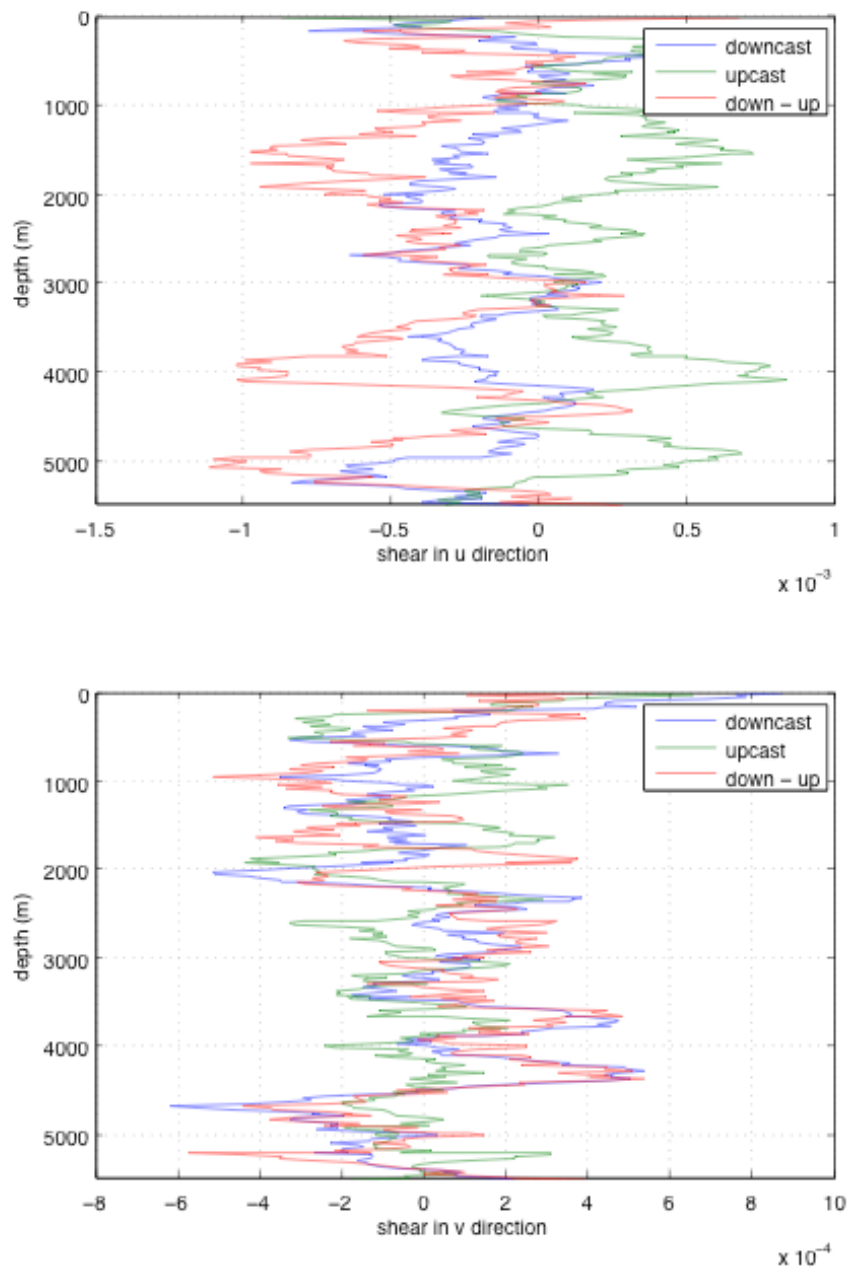 0
1000
2000
3000
4000
5000
depth (m)
downcast
upcast
down − up
−1.5 −1 −0.5 0 0.5 1
shear in u direction
x 10⁻³
0
1000
2000
3000
4000
5000
depth (m)
downcast
upcast
down − up
−8 −6 −4 −2 0 2 4 6 8 10
shear in v direction
x 10⁻⁴